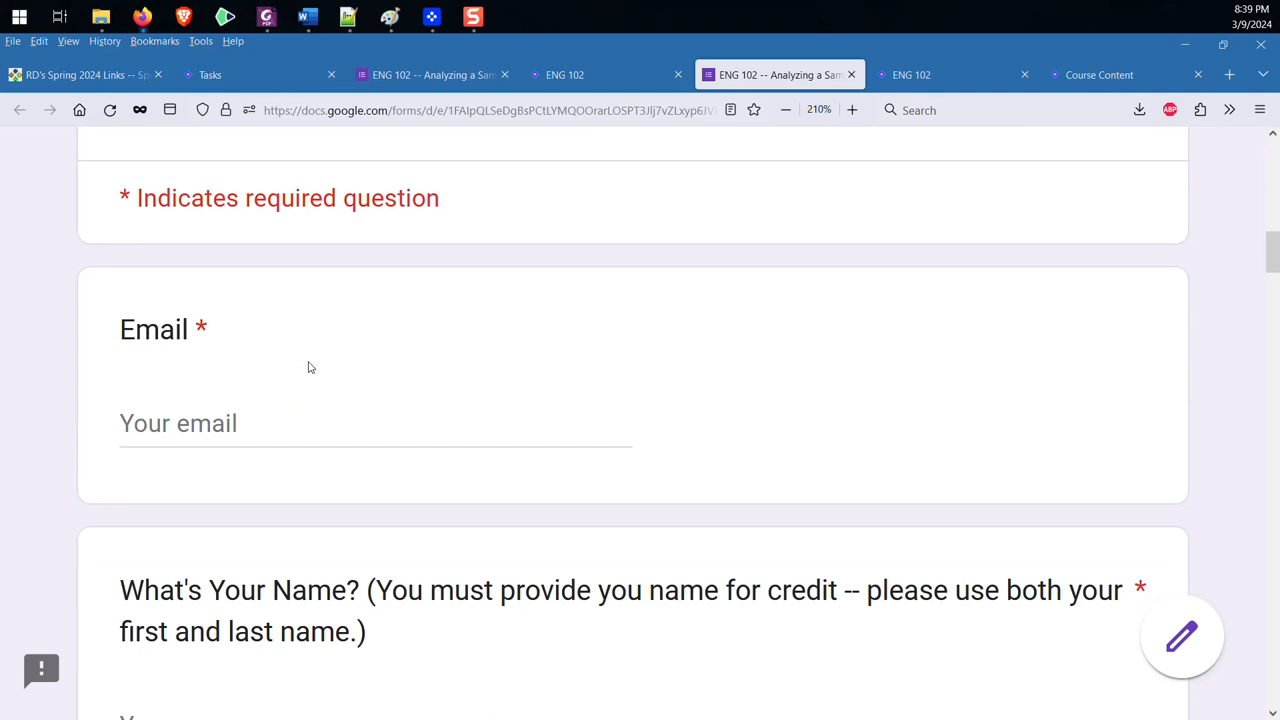 8:39 PM
3/9/2024
File Edit View History Bookmarks Tools Help
RD's Spring 2024 Links -- Sp
Tasks
ENG 102 -- Analyzing a Sam
ENG 102
ENG 102 -- Analyzing a Sam
ENG 102
Course Content
https://docs.google.com/forms/d/e/
210%
Search
ABP
* Indicates required question
Email *
Your email
What's Your Name? (You must provide you name for credit -- please use both your *
first and last name.)